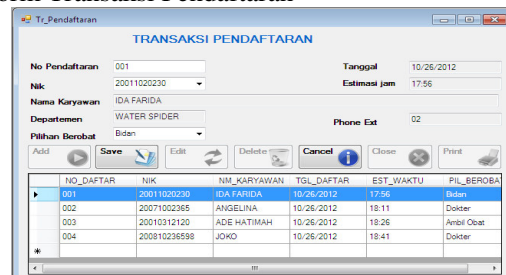 Tr_Pendaftaran
TRANSAKSI PENDAFTARAN
No Pendaftaran 001 Tanggal 10/26/2012
Nik 20011020230 Estimasi jam 17:56
Nama Karyawan IDA FARIDA
Departemen WATER SPIDER Phone Ext 02
Pilihan Berobat Bidan
Add Save Edit Delete Cancel Close Print
NO_DAFTAR NIK NM_KARYAWAN TGL_DAFTAR EST_WAKTU PIL_BEROBA
001 20011020230 IDA FARIDA 10/26/2012 17:56 Bidan
002 20071002365 ANGELINA 10/26/2012 18:11 Dokter
003 20010312120 ADE HATIMAH 10/26/2012 18:26 Ambil Obat
004 200810236598 JOKO 10/26/2012 18:41 Dokter